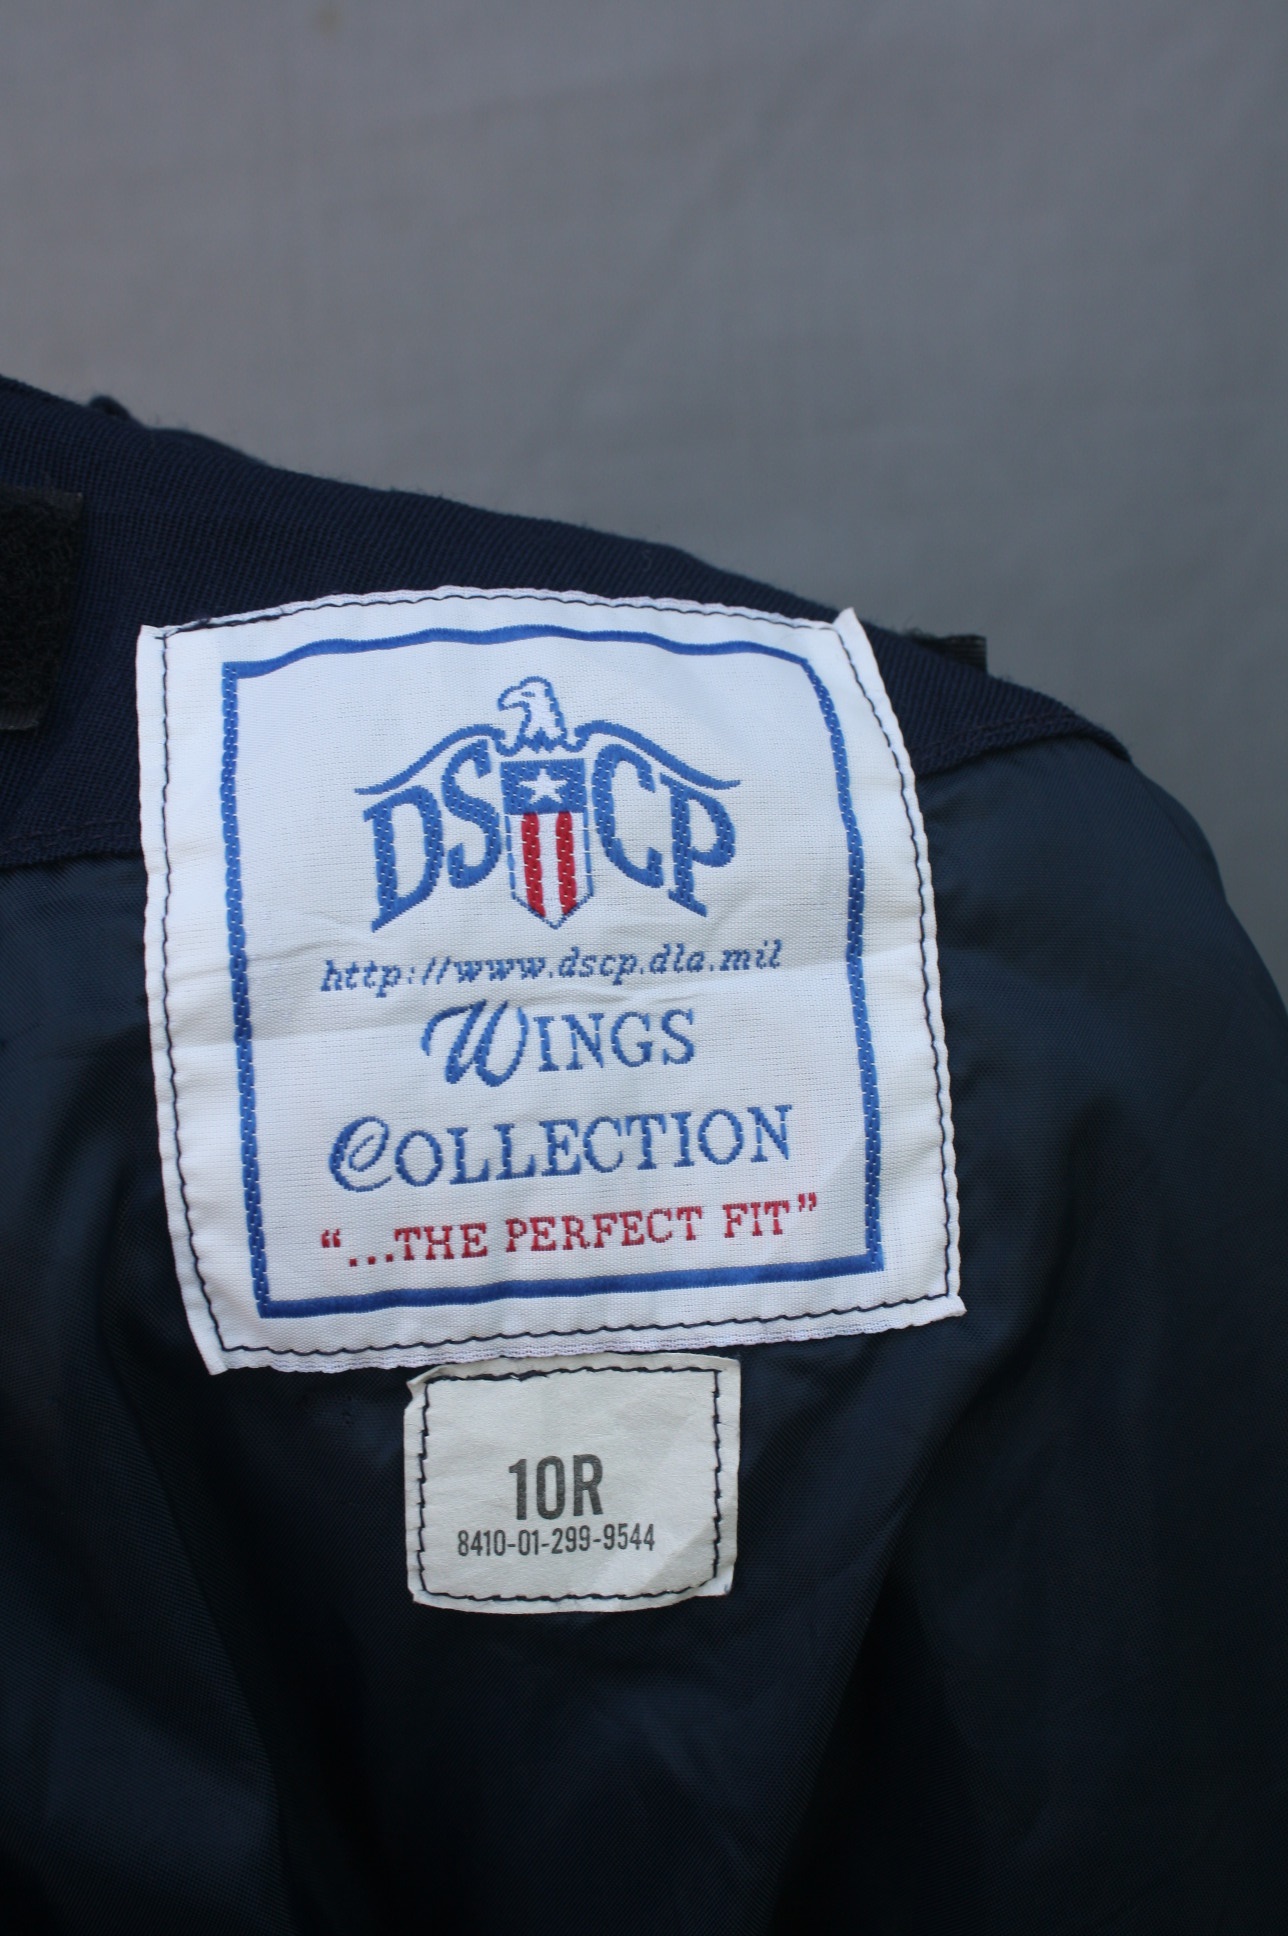 DSCP
http://www.dscp.dla.mil
WINGS
COLLECTION
“...THE PERFECT FIT”
10R
8410-01-299-9544